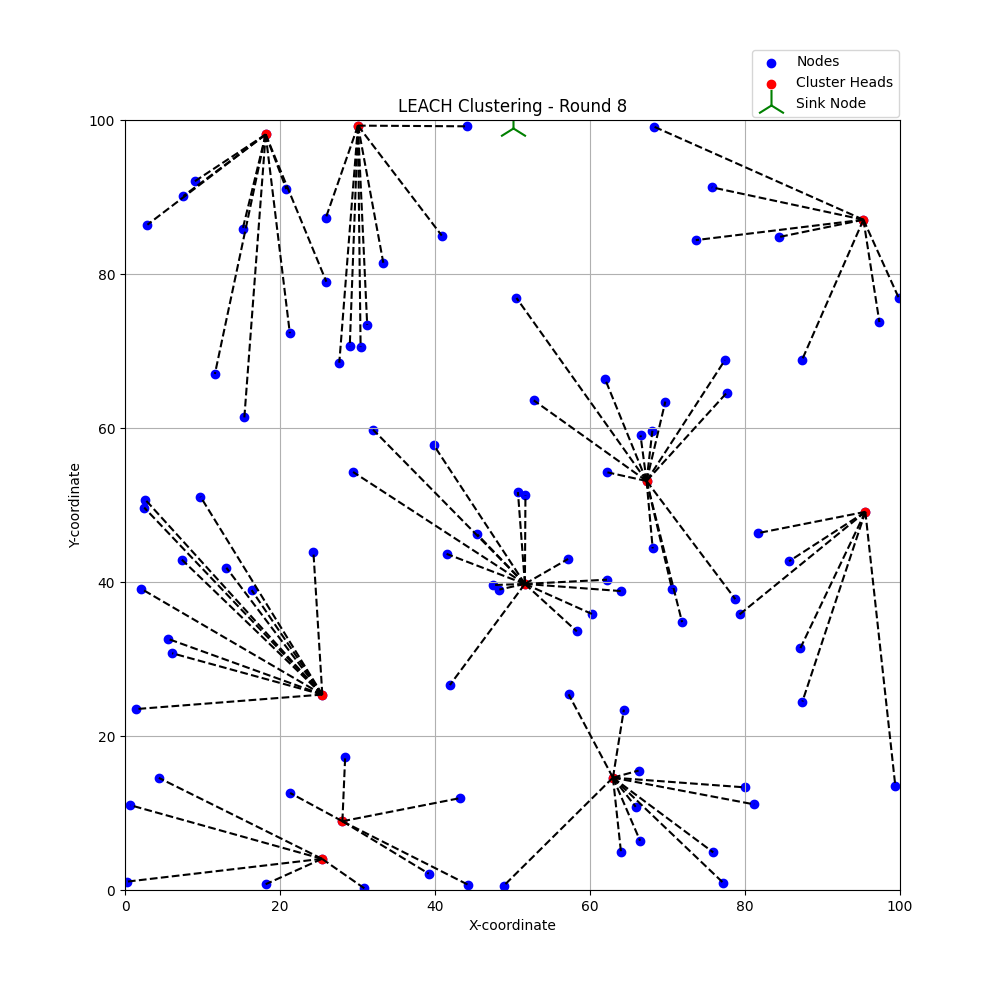 Nodes
Cluster Heads
Sink Node
LEACH Clustering - Round 8
100
80
60
40
20
0
Y-coordinate
0 20 40 60 80 100
X-coordinate